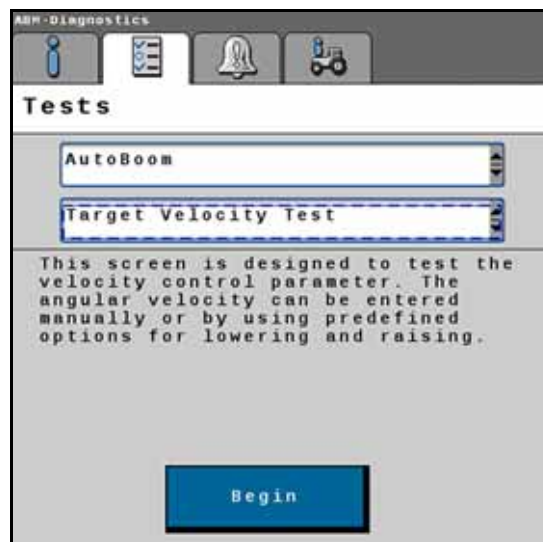 ABM-Diagnostics
Tests
AutoBoom
Target Velocity Test
This screen is designed to test the
velocity control parameter. The
angular velocity can be entered
manually or by using predefined
options for lowering and raising.
Begin